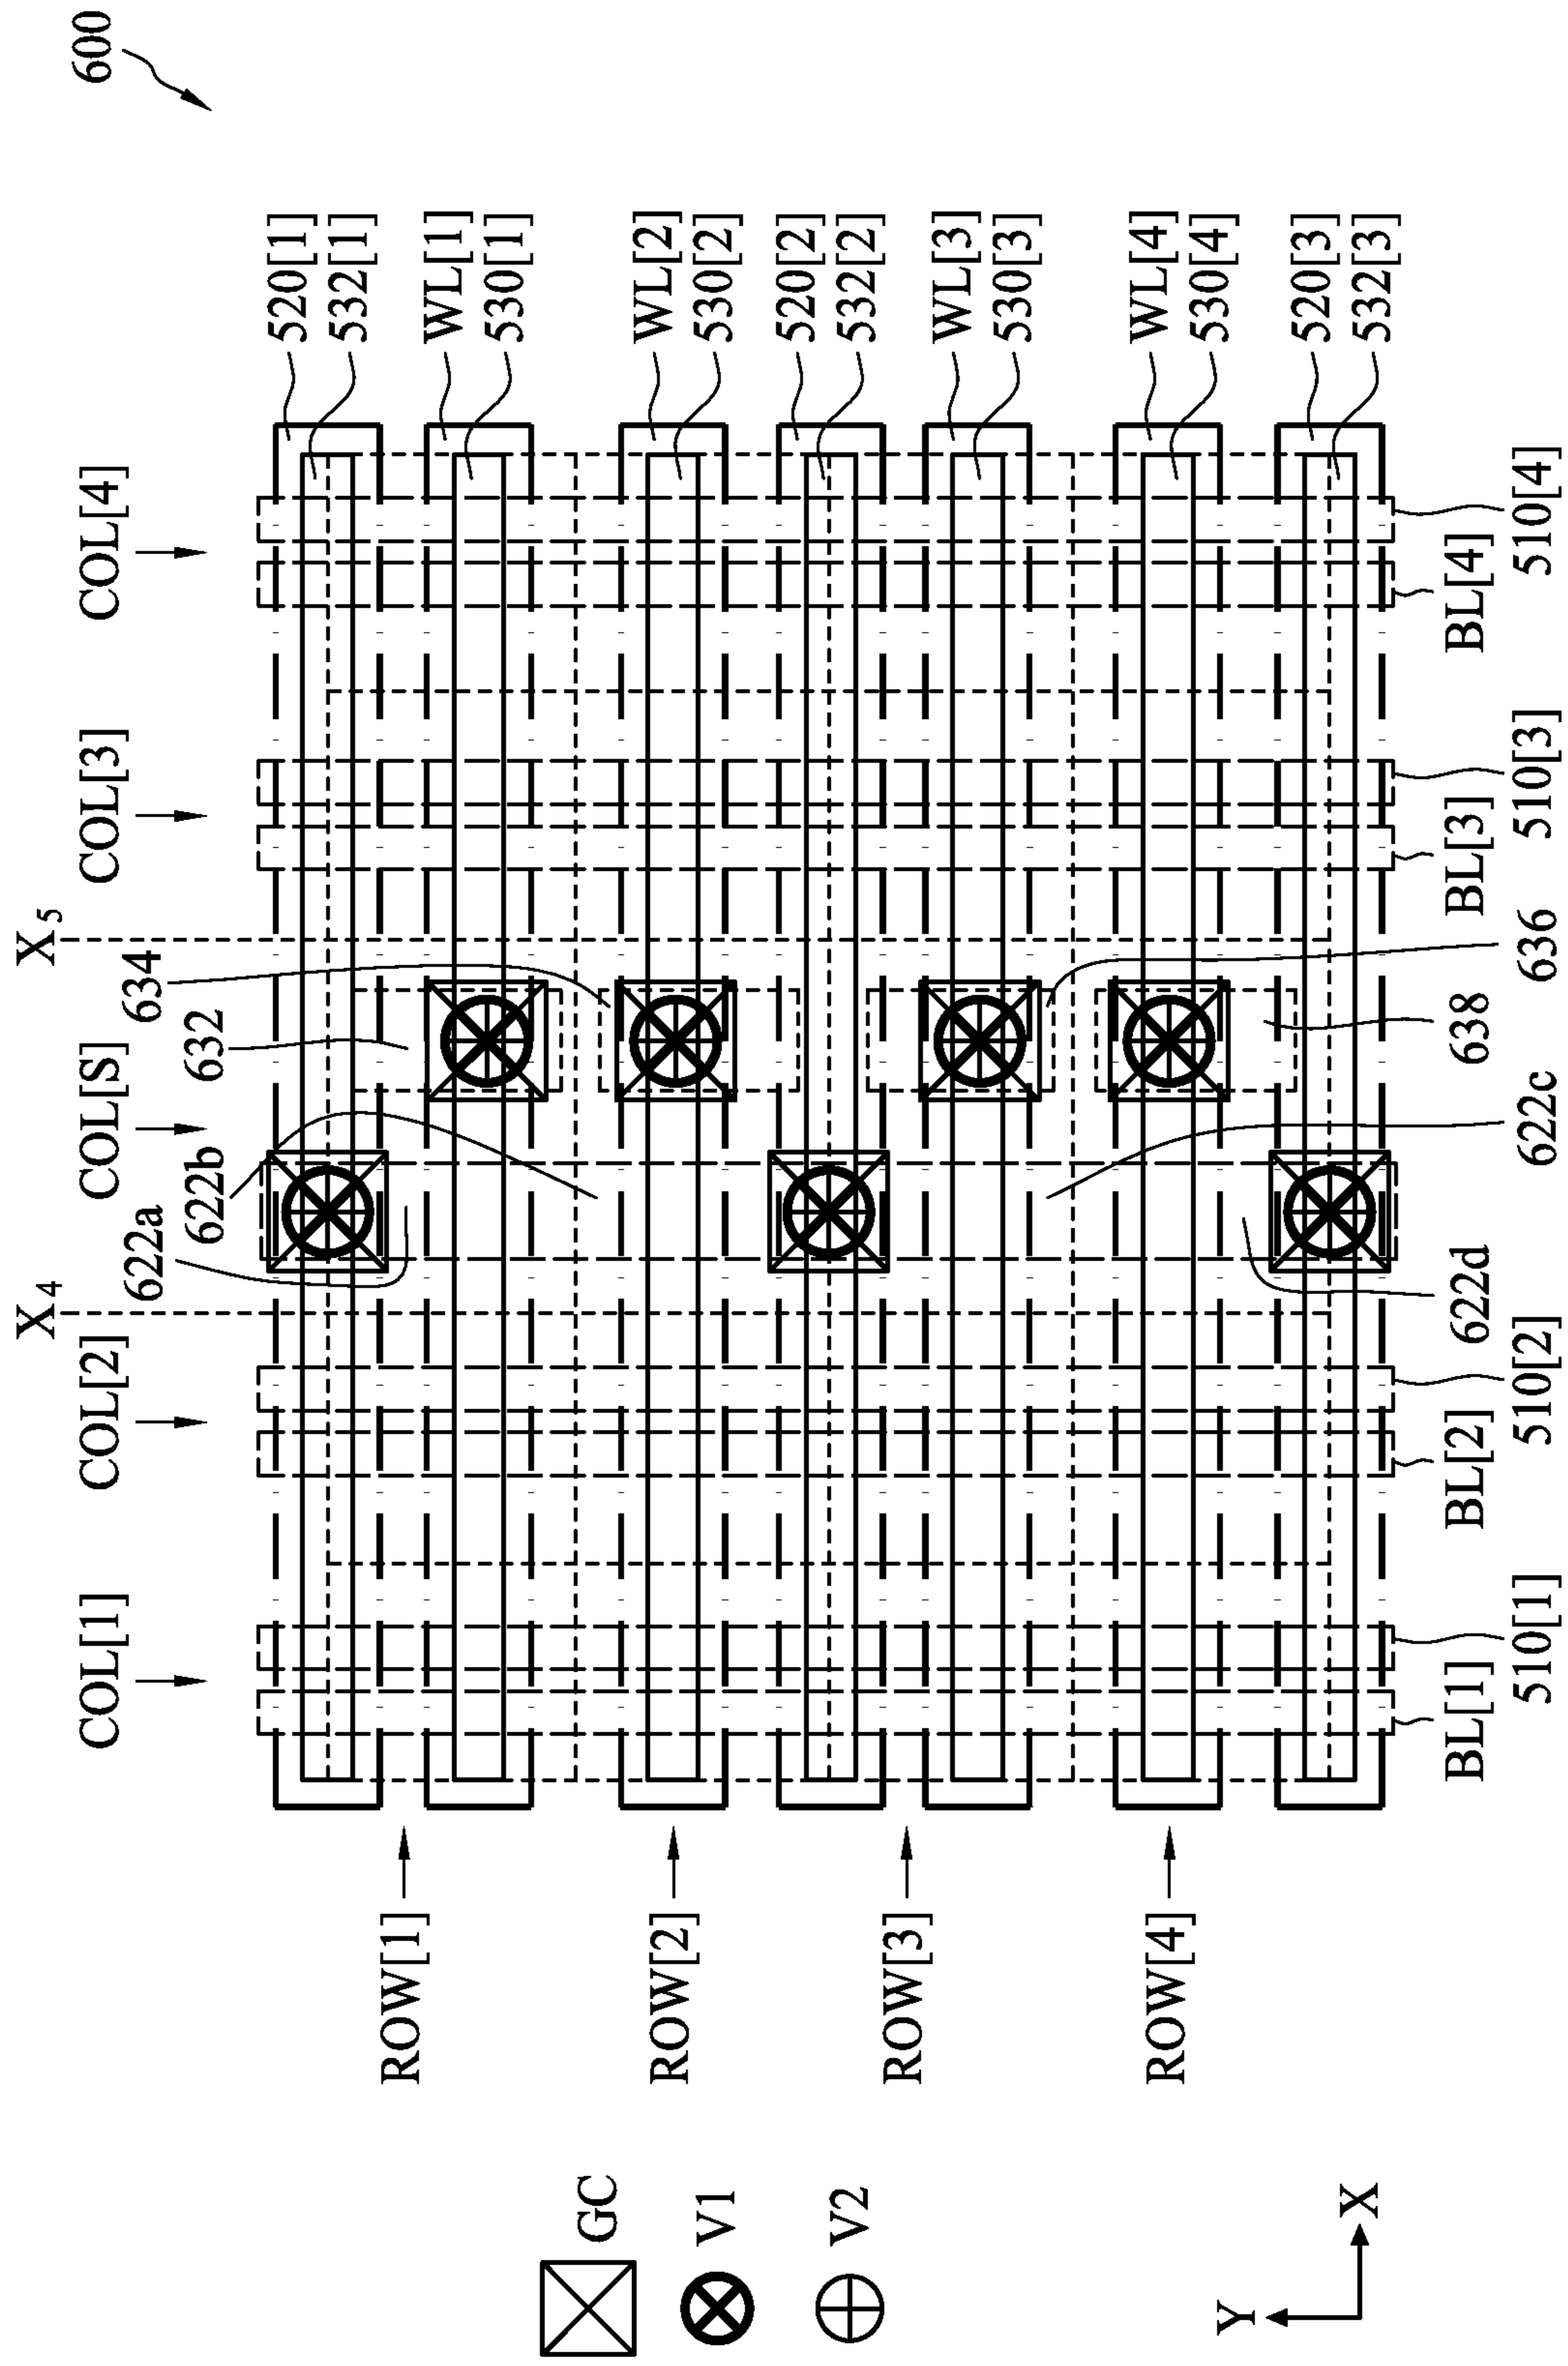 600
COL[1]
COL[2]
COL[S]
COL[3]
COL[4]
X4
X5
622a
622b
632
634
520[1]
532[1]
WL[1]
530[1]
WL[2]
530[2]
520[2]
532[2]
WL[3]
530[3]
WL[4]
530[4]
520[3]
532[3]
ROW[1]
ROW[2]
ROW[3]
ROW[4]
BL[1]
510[1]
BL[2]
510[2]
622d
622c
638
636
BL[3]
510[3]
BL[4]
510[4]
GC
V1
V2
Y
X